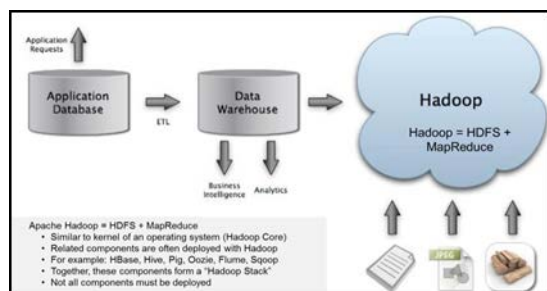 Application
Requests
Application
Database
ETL
Data
Warehouse
Business
Intelligence
Analytics
Hadoop
Hadoop = HDFS +
MapReduce
JPEG
Apache Hadoop = HDFS + MapReduce
• Similar to kernel of an operating system (Hadoop Core)
• Related components are often deployed with Hadoop
• For example: HBase, Hive, Pig, Oozie, Flume, Sqoop
• Together, these components form a "Hadoop Stack"
• Not all components must be deployed